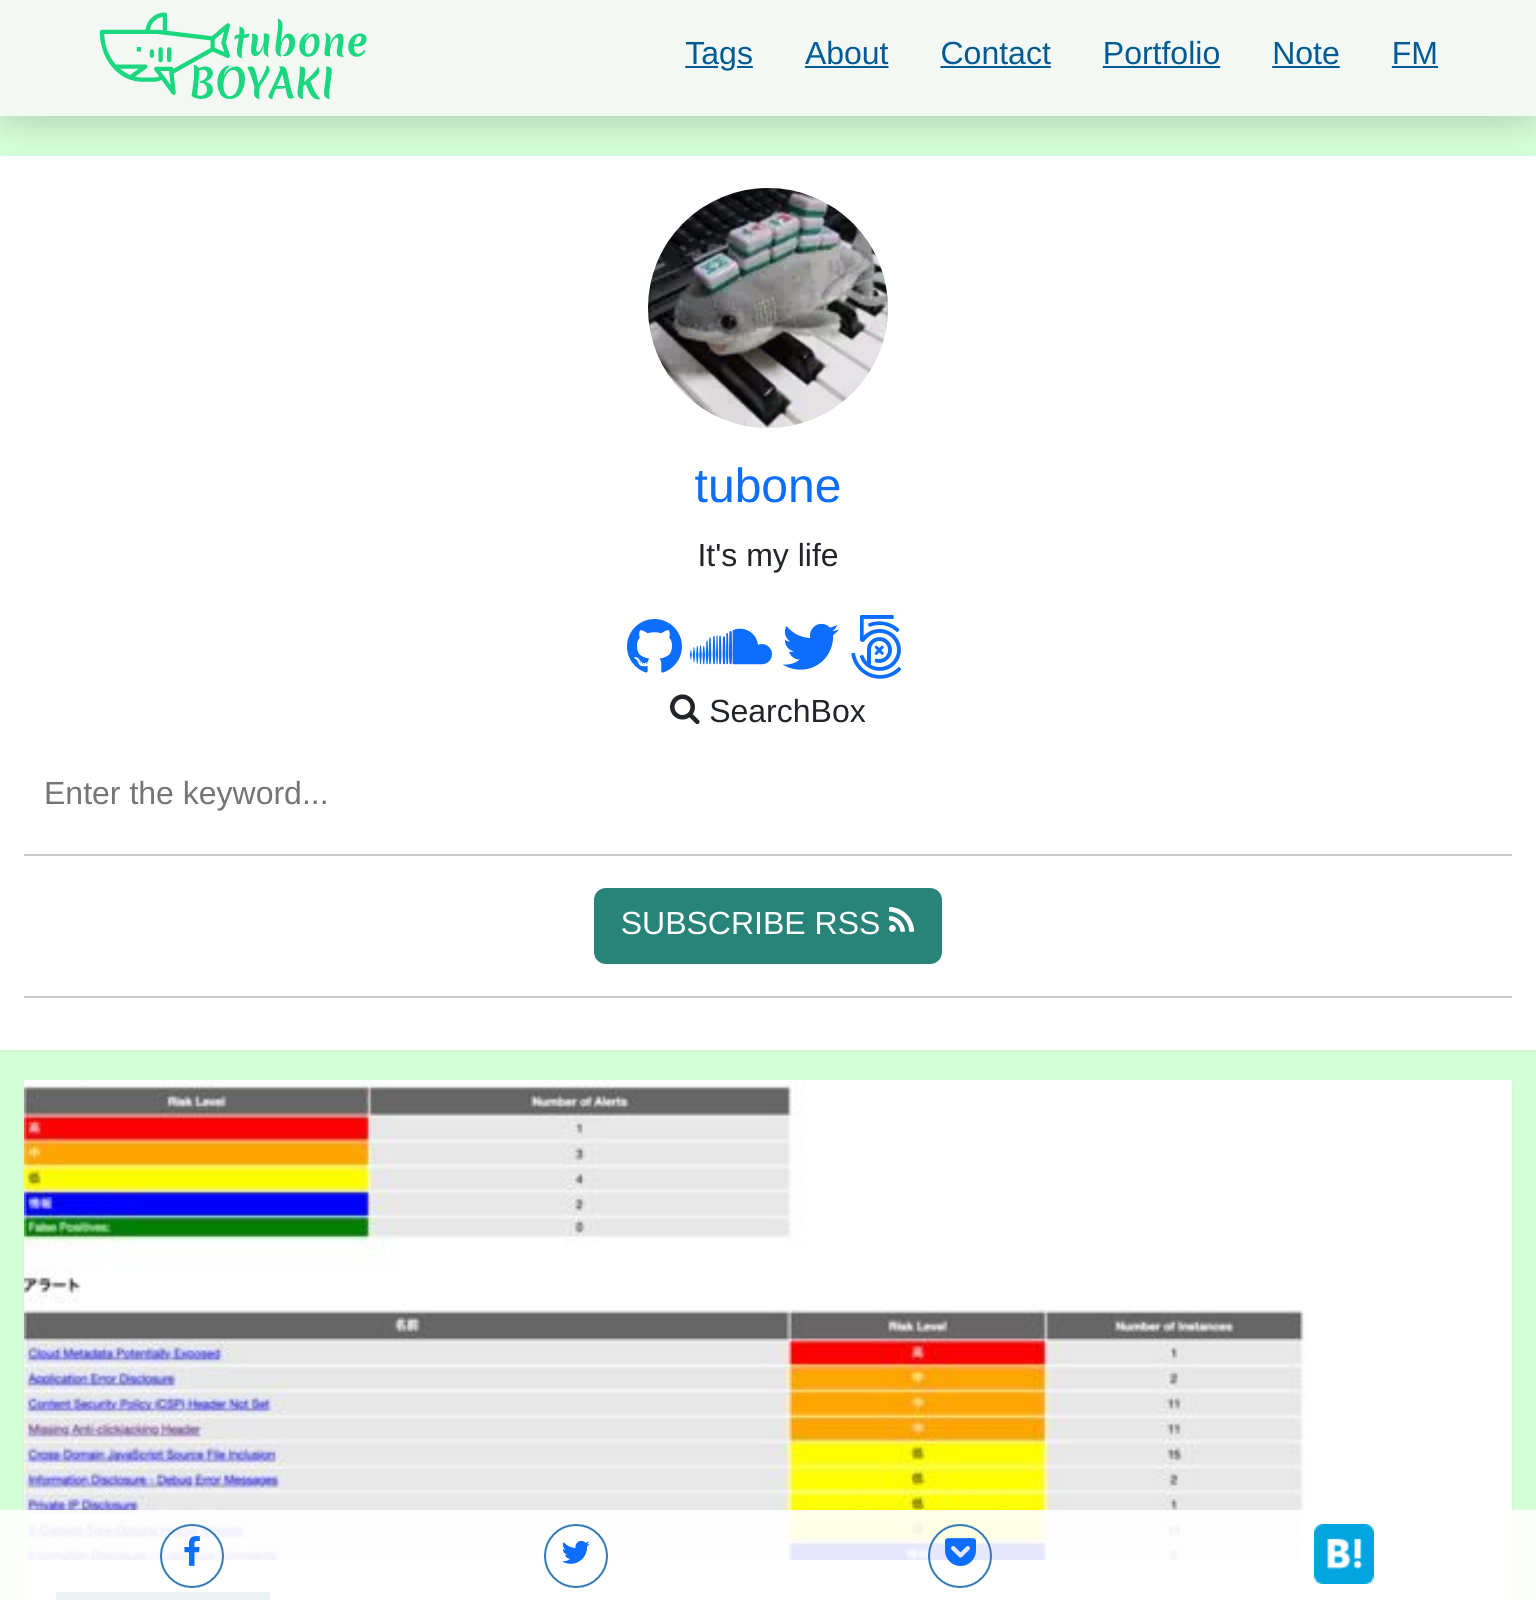 tubone
BOYAKI
Tags About Contact Portfolio Note FM
tubone
It's my life
SearchBox
Enter the keyword...
SUBSCRIBE RSS
Risk Level Number of Alerts
高 1
中 3
低 4
情報 2
False Positives: 0
アラート
名前 Risk Level Number of Instances
Cloud Metadata Potentially Exposed 高 1
Application Error Disclosure 中 2
Content Security Policy (CSP) Header Not Set 中 11
Missing Anti-clickjacking Header 中 11
Cross-Domain JavaScript Source File Inclusion 低 15
Information Disclosure - Debug Error Messages 低 2
Private IP Disclosure 低 1
11
Information Disclosure -
B!